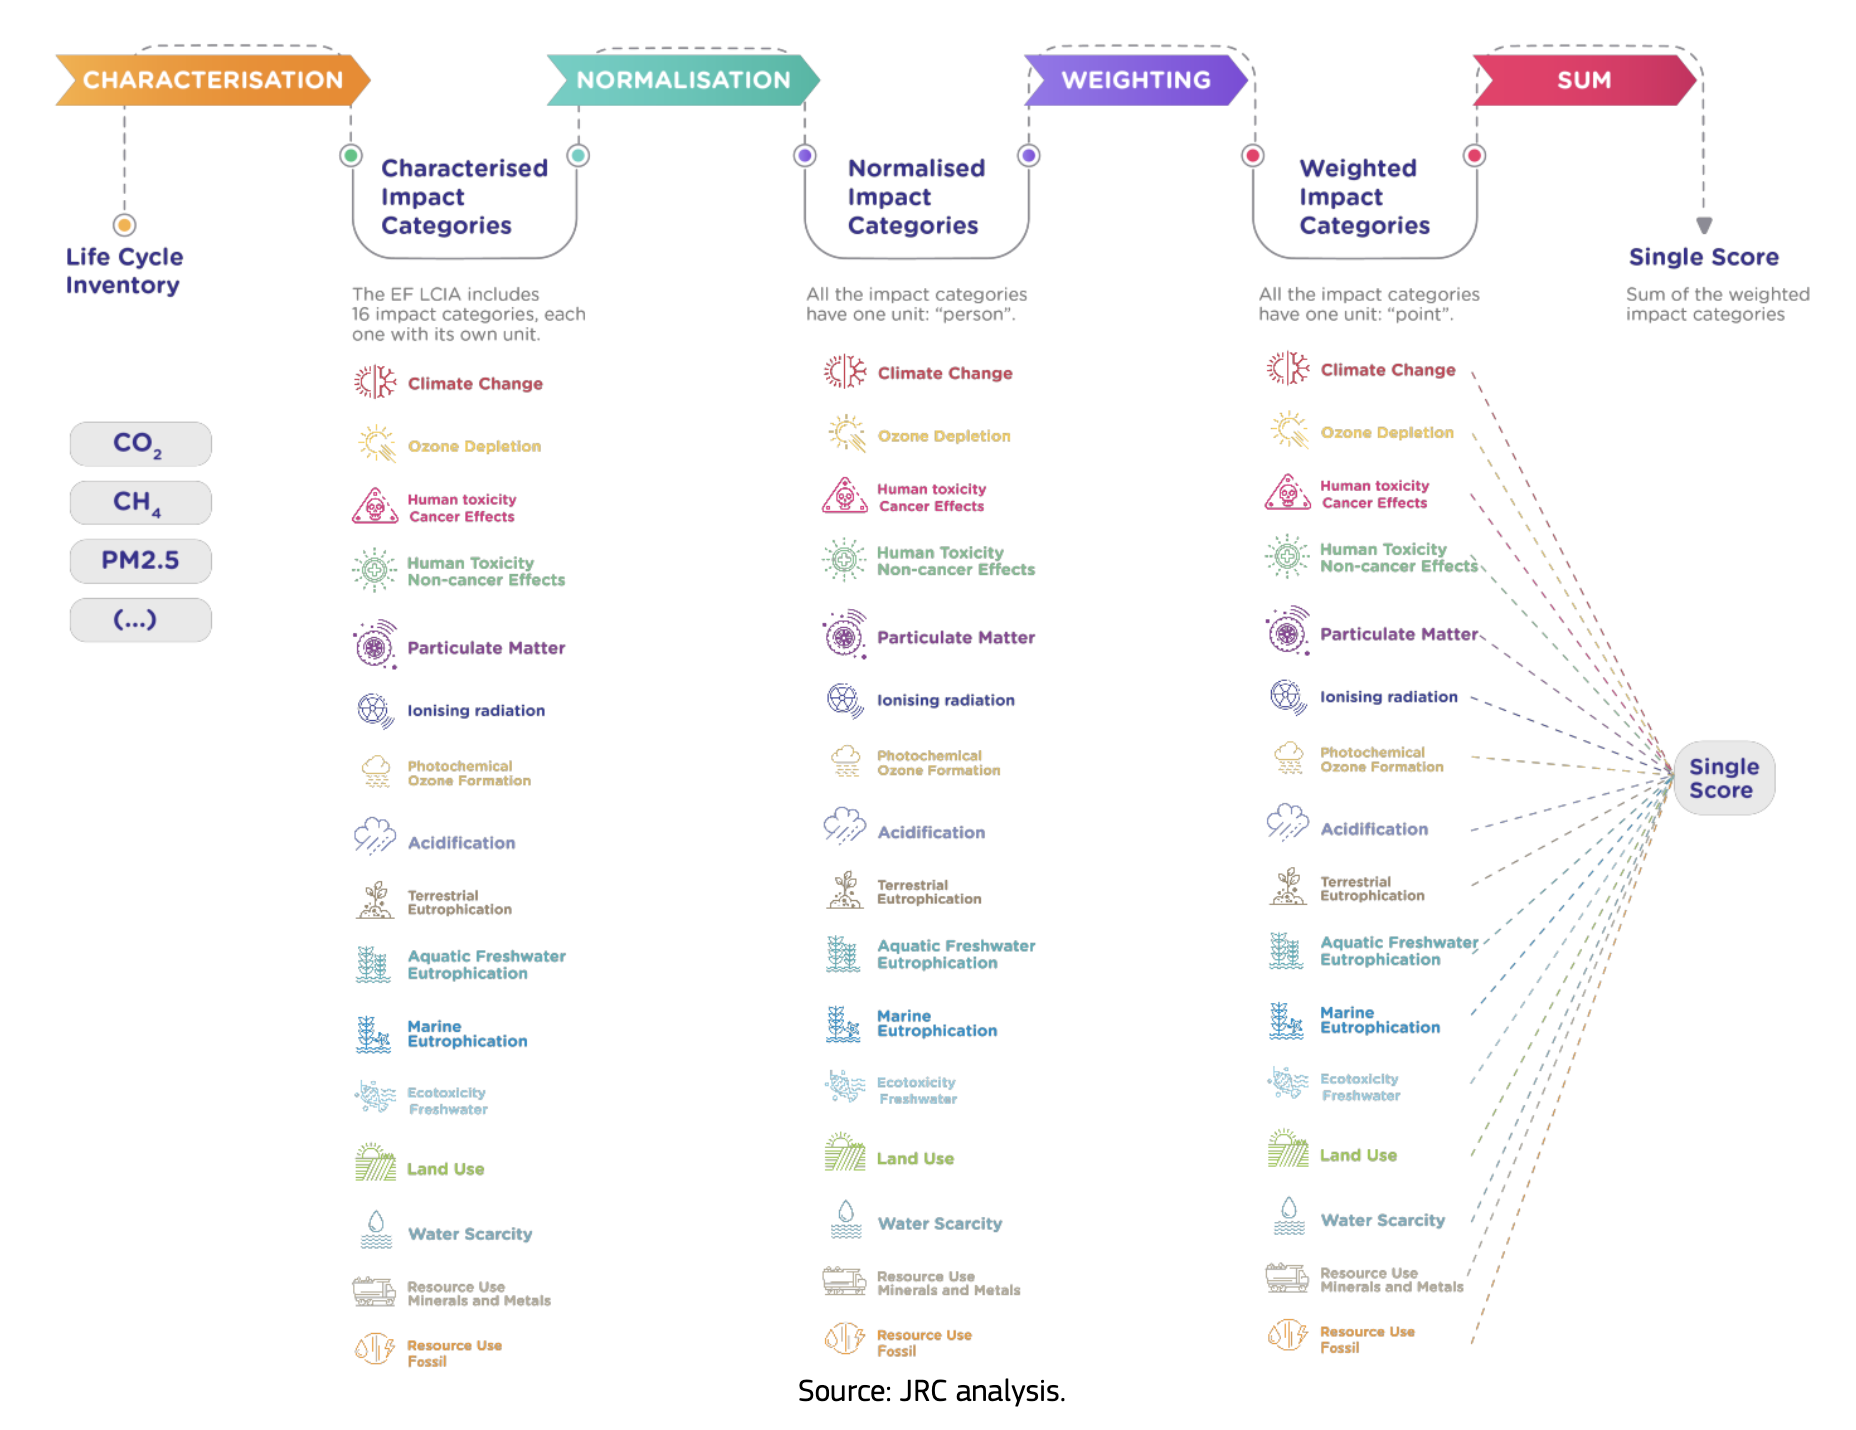 CHARACTERISATION
NORMALISATION
WEIGHTING
SUM
Life Cycle
Inventory
CO2
CH4
PM2.5
(...)
Characterised
Impact
Categories
The EF LCIA includes
16 impact categories, each
one with its own unit.
Climate Change
Ozone Depletion
Human toxicity
Cancer Effects
Human Toxicity
Non-cancer Effects
Particulate Matter
Ionising radiation
Photochemical
Ozone Formation
Acidification
Terrestrial
Eutrophication
Aquatic Freshwater
Eutrophication
Marine
Eutrophication
Ecotoxicity
Freshwater
Land Use
Water Scarcity
Resource Use
Minerals and Metals
Resource Use
Fossil
Normalised
Impact
Categories
All the impact categories
have one unit: “person”.
Climate Change
Ozone Depletion
Human toxicity
Cancer Effects
Human Toxicity
Non-cancer Effects
Particulate Matter
Ionising radiation
Photochemical
Ozone Formation
Acidification
Terrestrial
Eutrophication
Aquatic Freshwater
Eutrophication
Marine
Eutrophication
Ecotoxicity
Freshwater
Land Use
Water Scarcity
Resource Use
Minerals and Metals
Resource Use
Fossil
Weighted
Impact
Categories
All the impact categories
have one unit: “point”.
Climate Change
Ozone Depletion
Human toxicity
Cancer Effects
Human Toxicity
Non-cancer Effects
Particulate Matter
Ionising radiation
Photochemical
Ozone Formation
Acidification
Terrestrial
Eutrophication
Aquatic Freshwater
Eutrophication
Marine
Eutrophication
Ecotoxicity
Freshwater
Land Use
Water Scarcity
Resource Use
Minerals and Metals
Resource Use
Fossil
Single Score
Sum of the weighted
impact categories
Single
Score
Source: JRC analysis.